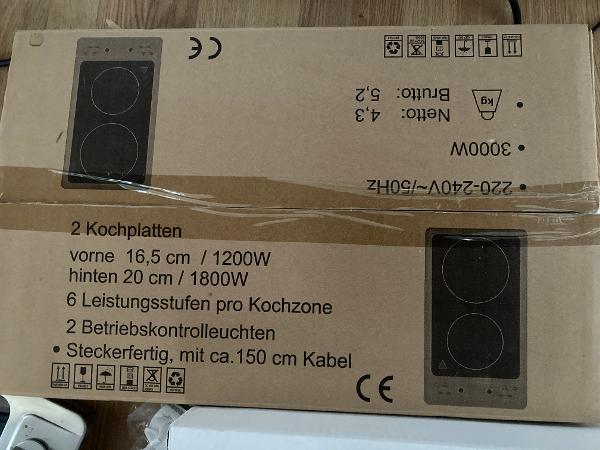 220-240V~/50Hz
3000W
Netto: 4,3
Brutto: 5,2
kg
CE
2 Kochplatten
vorne 16,5 cm / 1200W
hinten 20 cm / 1800W
6 Leistungsstufen pro Kochzone
2 Betriebskontrolleuchten
• Steckerfertig, mit ca.150 cm Kabel
CE